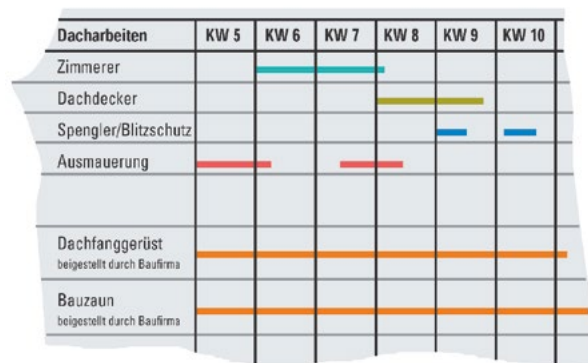 Dacharbeiten KW 5 KW 6 KW 7 KW 8 KW 9 KW 10
Zimmerer
Dachdecker
Spengler/Blitzschutz
Ausmauerung
Dachfanggerüst
beigestellt durch Baufirma
Bauzaun
beigestellt durch Baufirma